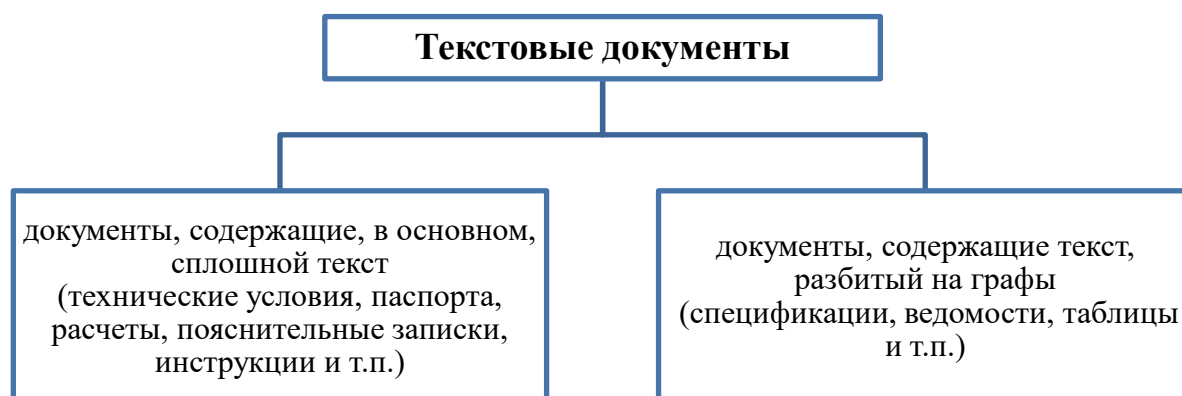 Текстовые документы
документы, содержащие, в основном,
сплошной текст
(технические условия, паспорта,
расчеты, пояснительные записки,
инструкции и т.п.)
документы, содержащие текст,
разбитый на графы
(спецификации, ведомости, таблицы
и т.п.)